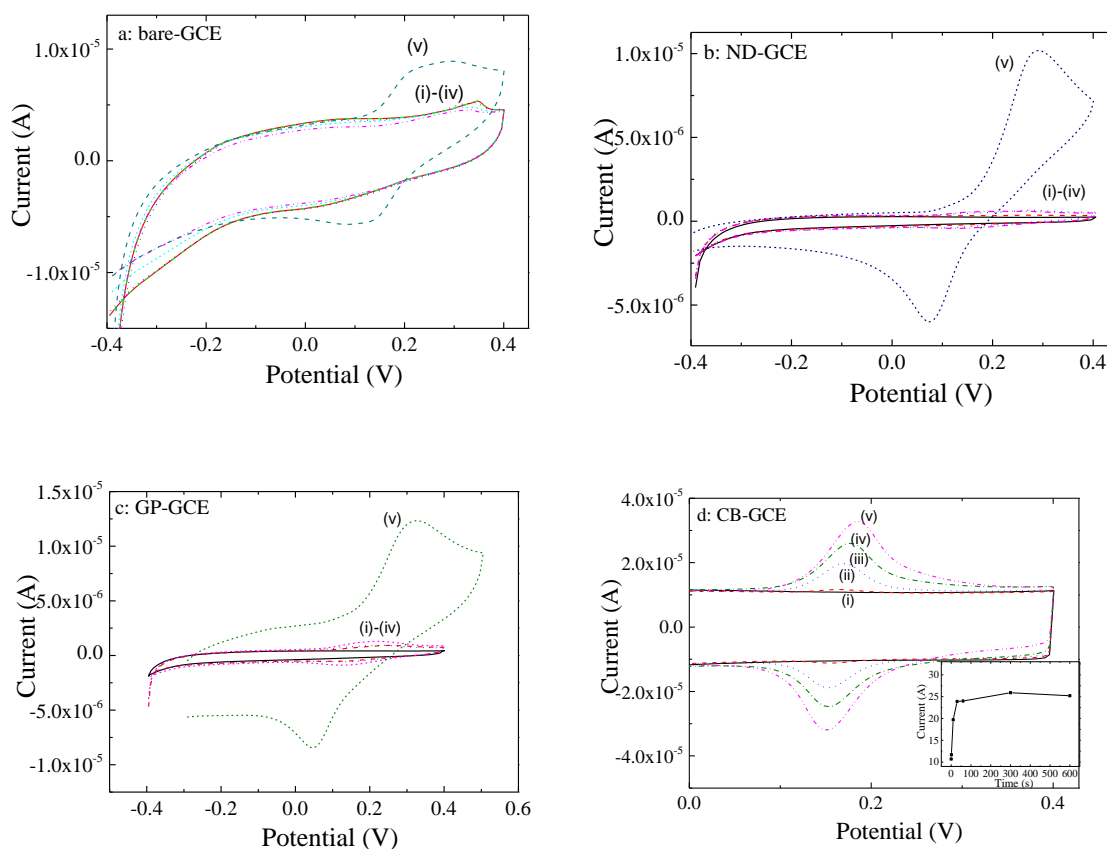 a: bare-GCE
(v)
(i)-(iv)
1.0x10⁻⁵
0.0
-1.0x10⁻⁵
Current (A)
-0.4 -0.2 0.0 0.2 0.4
Potential (V)
b: ND-GCE
(v)
(i)-(iv)
1.0x10⁻⁵
5.0x10⁻⁶
0.0
-5.0x10⁻⁶
Current (A)
-0.4 -0.2 0.0 0.2 0.4
Potential (V)
c: GP-GCE
(v)
(i)-(iv)
1.5x10⁻⁵
1.0x10⁻⁵
5.0x10⁻⁶
0.0
-5.0x10⁻⁶
-1.0x10⁻⁵
Current (A)
-0.4 -0.2 0.0 0.2 0.4 0.6
Potential (V)
d: CB-GCE
(v)
(iv)
(iii)
(ii)
(i)
4.0x10⁻⁵
2.0x10⁻⁵
0.0
-2.0x10⁻⁵
-4.0x10⁻⁵
Current (A)
0.0 0.2 0.4
Potential (V)
30
25
20
15
10
Current (A)
0 100 200 300 400 500 600
Time (s)